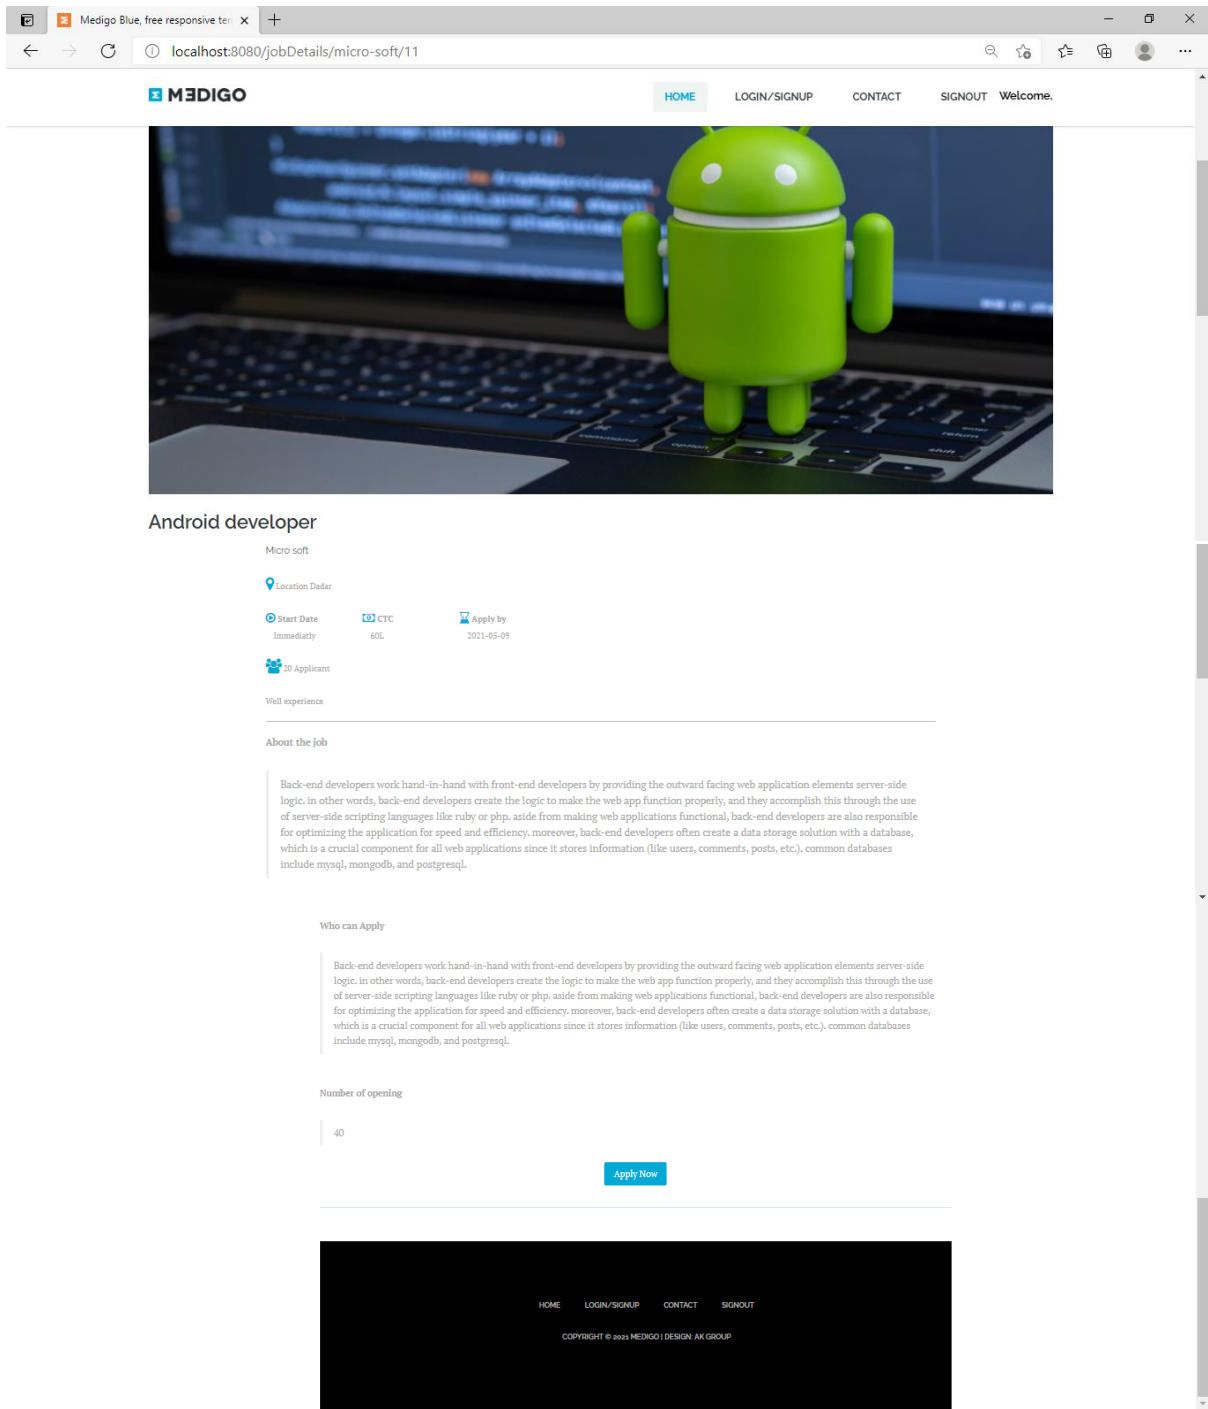 Medigo Blue, free responsive ten
localhost:8080/jobDetails/micro-soft/11
MEDIGO
HOME LOGIN/SIGNUP CONTACT SIGNOUT Welcome,
command option return shift
Android developer
Micro soft
Location Dadar
Start Date CTC Apply by
Immediatly 60L 2021-05-09
20 Applicant
Well experience
About the job
Back-end developers work hand-in-hand with front-end developers by providing the outward facing web application elements server-side
logic. in other words, back-end developers create the logic to make the web app function properly, and they accomplish this through the use
of server-side scripting languages like ruby or php. aside from making web applications functional, back-end developers are also responsible
for optimizing the application for speed and efficiency. moreover, back-end developers often create a data storage solution with a database,
which is a crucial component for all web applications since it stores information (like users, comments, posts, etc.). common databases
include mysql, mongodb, and postgresql.
Who can Apply
Back-end developers work hand-in-hand with front-end developers by providing the outward facing web application elements server-side
logic. in other words, back-end developers create the logic to make the web app function properly, and they accomplish this through the use
of server-side scripting languages like ruby or php. aside from making web applications functional, back-end developers are also responsible
for optimizing the application for speed and efficiency. moreover, back-end developers often create a data storage solution with a database,
which is a crucial component for all web applications since it stores information (like users, comments, posts, etc.). common databases
include mysql, mongodb, and postgresql.
Number of opening
40
Apply Now
HOME LOGIN/SIGNUP CONTACT SIGNOUT
COPYRIGHT © 2021 MEDIGO | DESIGN: AK GROUP